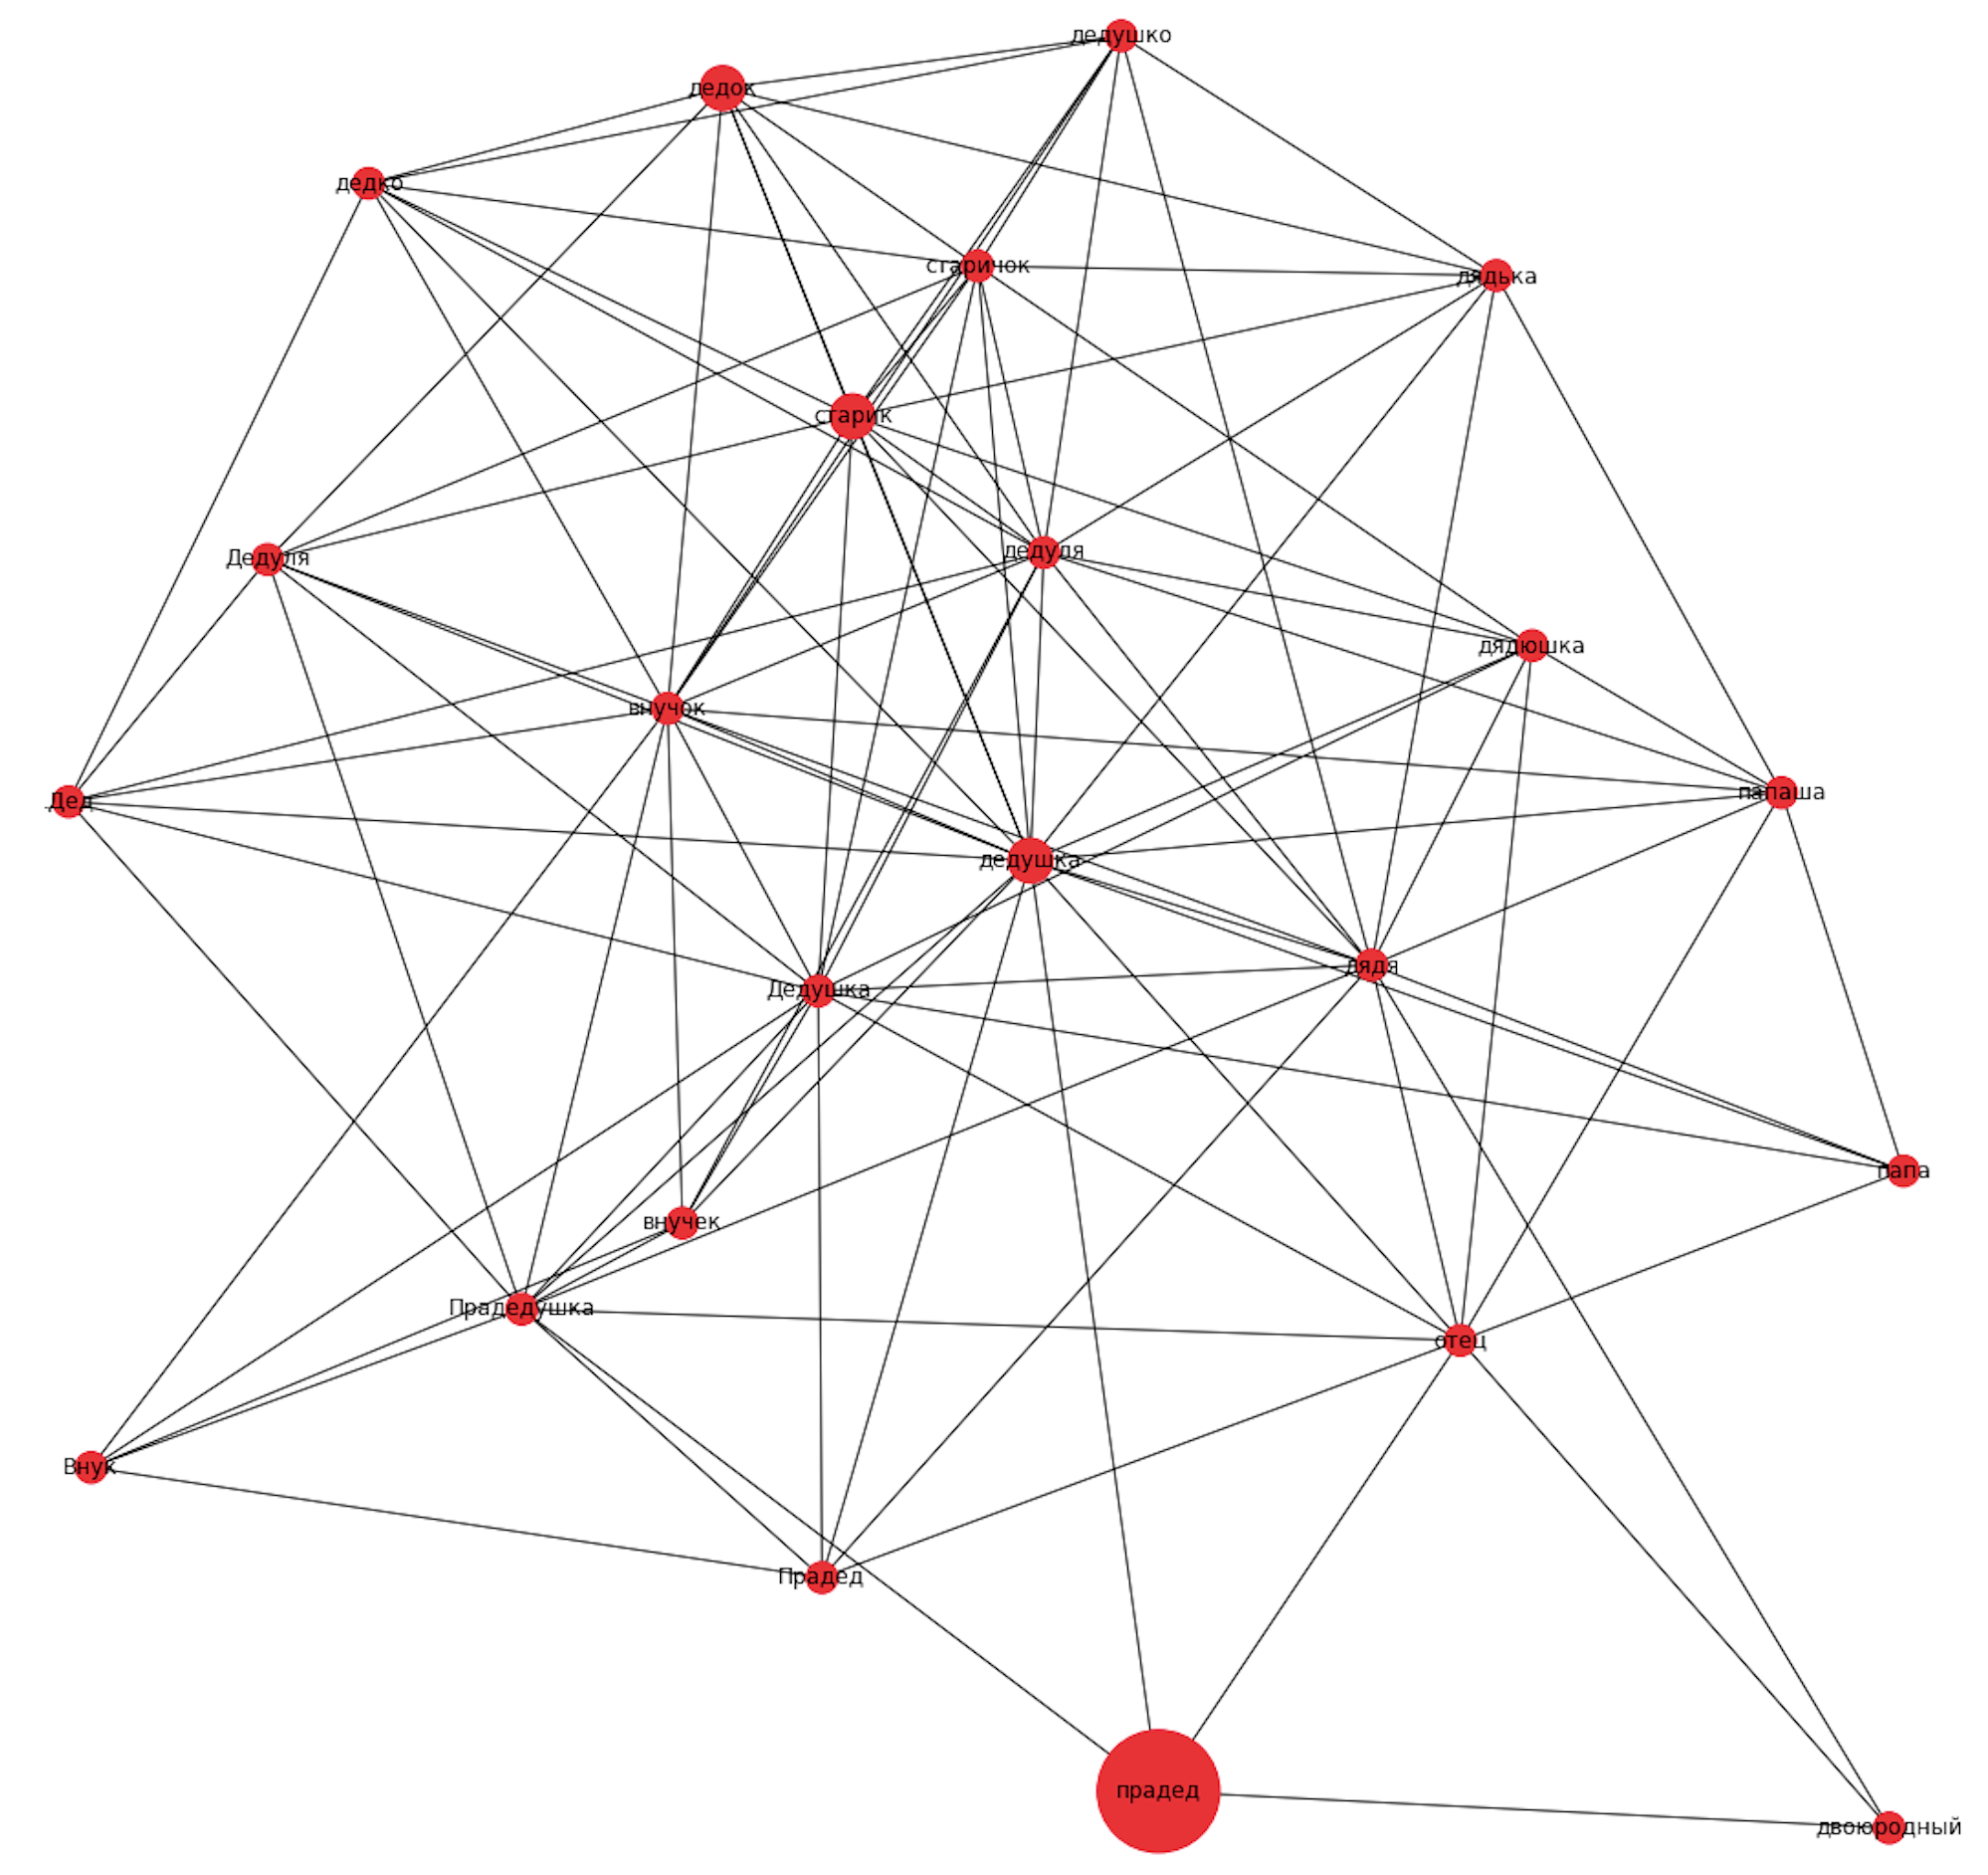 дедушко
дедок
дедко
старичок
дядька
старик
дедуля
Дедуля
дядюшка
внучок
папаша
Дед
дедушка
дядя
Дедушка
папа
внучек
Прадедушка
отец
Внук
Прадед
прадед
двоюродный